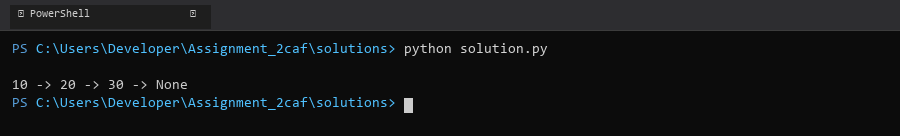 PowerShell
PS C:\Users\Developer\Assignment_2caf\solutions> python solution.py
10 -> 20 -> 30 -> None
PS C:\Users\Developer\Assignment_2caf\solutions>